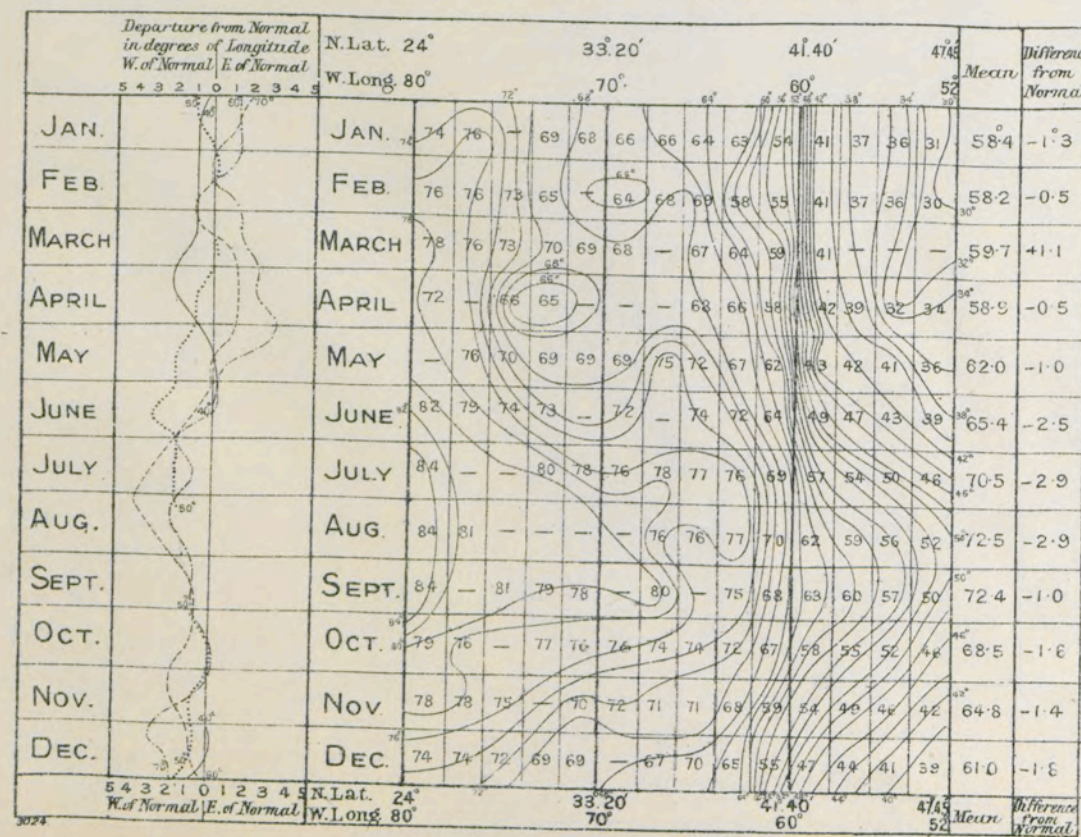 Departure from Normal
in degrees of Longitude
W. of Normal | E. of Normal
5 4 3 2 1 0 1 2 3 4 5
N.Lat. 24° 33.20′ 41.40′ 47.45
W.Long. 80° 70° 60° 52°
Mean
Difference from Normal
JAN. JAN. 74 76 — 69 68 66 66 64 63 54 41 37 36 31 58°.4 -1°.3
FEB. FEB. 76 76 73 65 — 64 68 69 58 55 41 37 36 30 58.2 -0.5
MARCH MARCH 78 76 73 70 69 68 — 67 64 59 41 — — — 59.7 +1.1
APRIL APRIL 72 — 66 65 — — — 68 66 58 42 39 32 34 58.9 -0.5
MAY MAY — 76 70 69 69 69 75 72 67 62 43 42 41 36 62.0 -1.0
JUNE JUNE 82 79 74 73 — 72 — 74 72 64 49 47 43 39 65.4 -2.5
JULY JULY 84 — — 80 78 76 78 77 76 69 57 54 50 46 70.5 -2.9
AUG. AUG. 84 81 — — — — 76 76 77 70 62 59 56 52 72.5 -2.9
SEPT. SEPT. 84 — 81 79 78 — 80 — 75 68 63 60 57 50 72.4 -1.0
OCT. OCT. 79 76 — 77 76 76 74 74 72 67 58 55 52 46 68.5 -1.6
NOV. NOV. 78 78 75 — 70 72 71 71 68 59 54 49 46 42 64.8 -1.4
DEC. DEC. 74 74 72 69 69 — 67 70 65 55 47 44 41 39 61.0 -1.8
5 4 3 2 1 0 1 2 3 4 5
W. of Normal | E. of Normal
N.Lat. 24° 33.20′ 41.40′ 47.45
W.Long. 80° 70° 60° 52°
Mean
Difference from Normal
3024